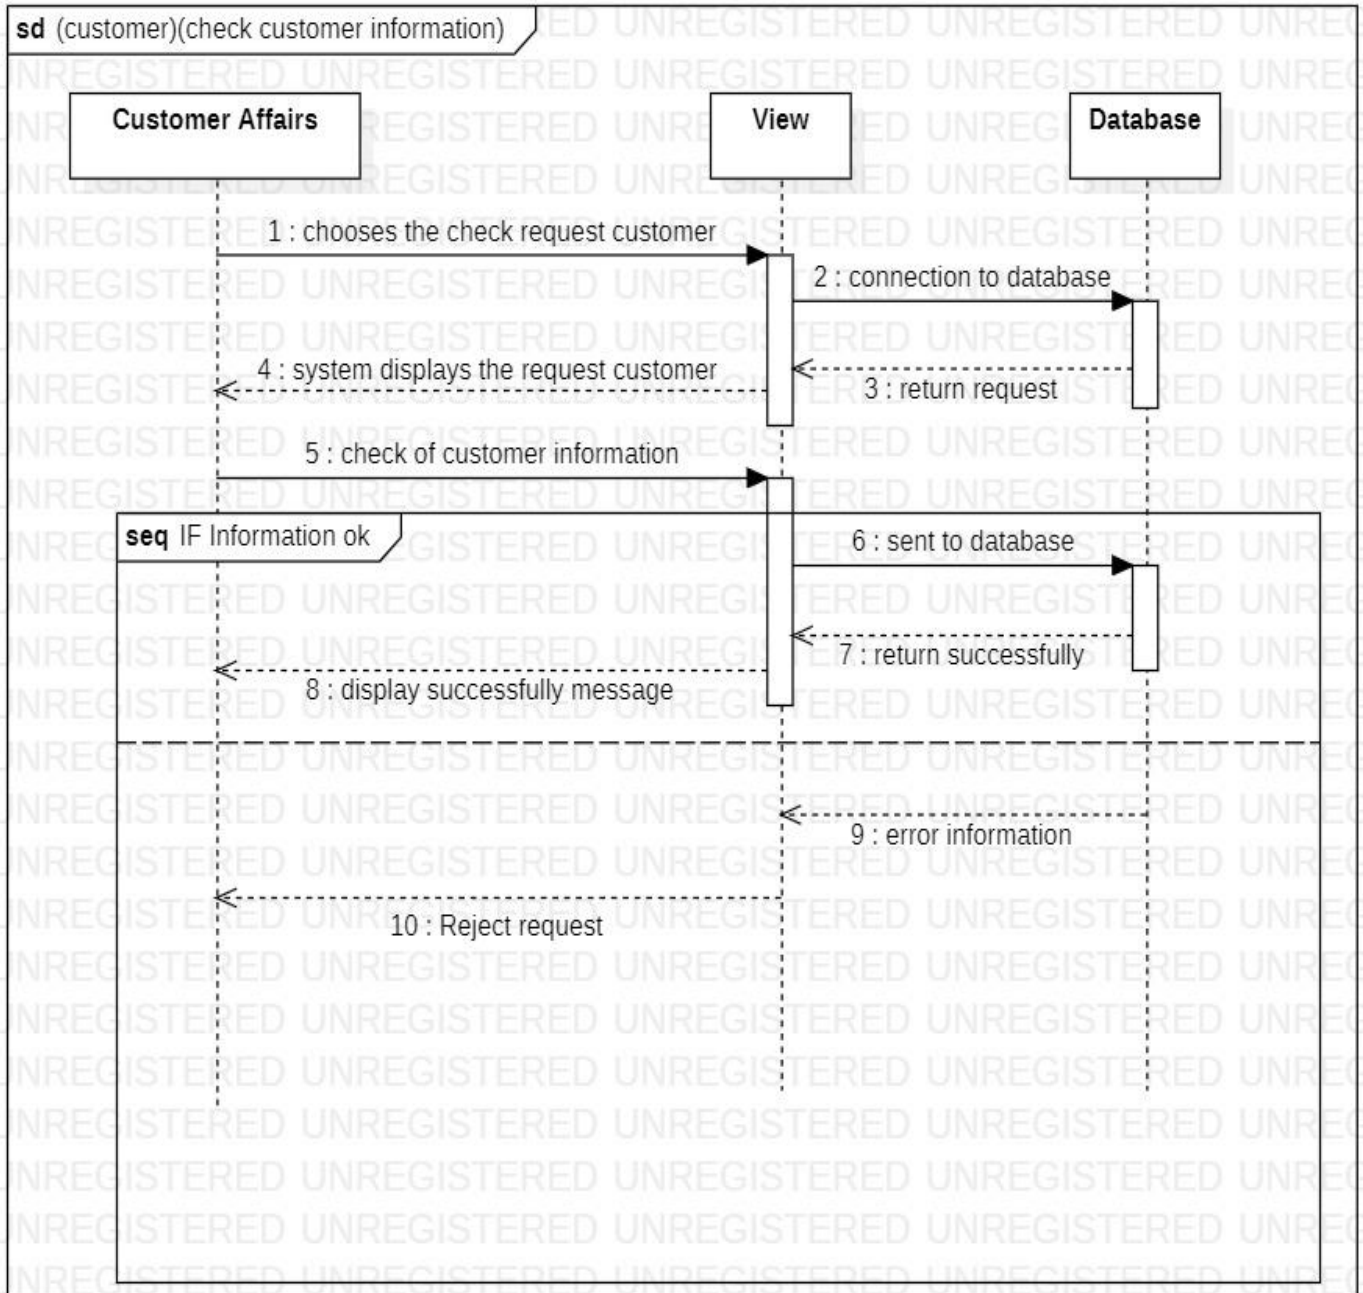 sd (customer)(check customer information)
Customer Affairs
View
Database
1 : chooses the check request customer
2 : connection to database
4 : system displays the request customer
3 : return request
5 : check of customer information
seq IF Information ok
6 : sent to database
7 : return successfully
8 : display successfully message
9 : error information
10 : Reject request
UNREGISTERED